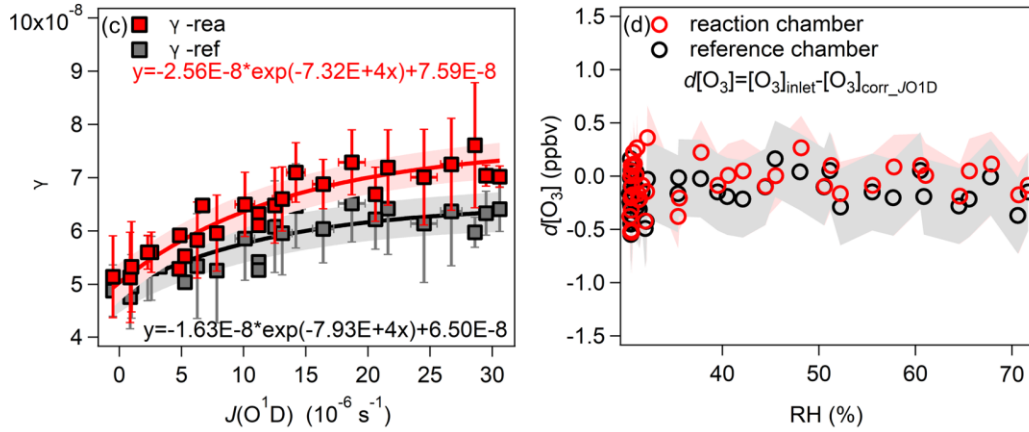 10x10⁻⁸
(c)
γ -rea
γ -ref
y=-2.56E-8*exp(-7.32E+4x)+7.59E-8
9
8
7
6
5
4
γ
y=-1.63E-8*exp(-7.93E+4x)+6.50E-8
0 5 10 15 20 25 30
J(O¹D) (10⁻⁶ s⁻¹)
(d)
reaction chamber
reference chamber
d[O₃]=[O₃]inlet-[O₃]corr_JO1D
1.5
1.0
0.5
0.0
-0.5
-1.0
-1.5
d[O₃] (ppbv)
40 50 60 70
RH (%)